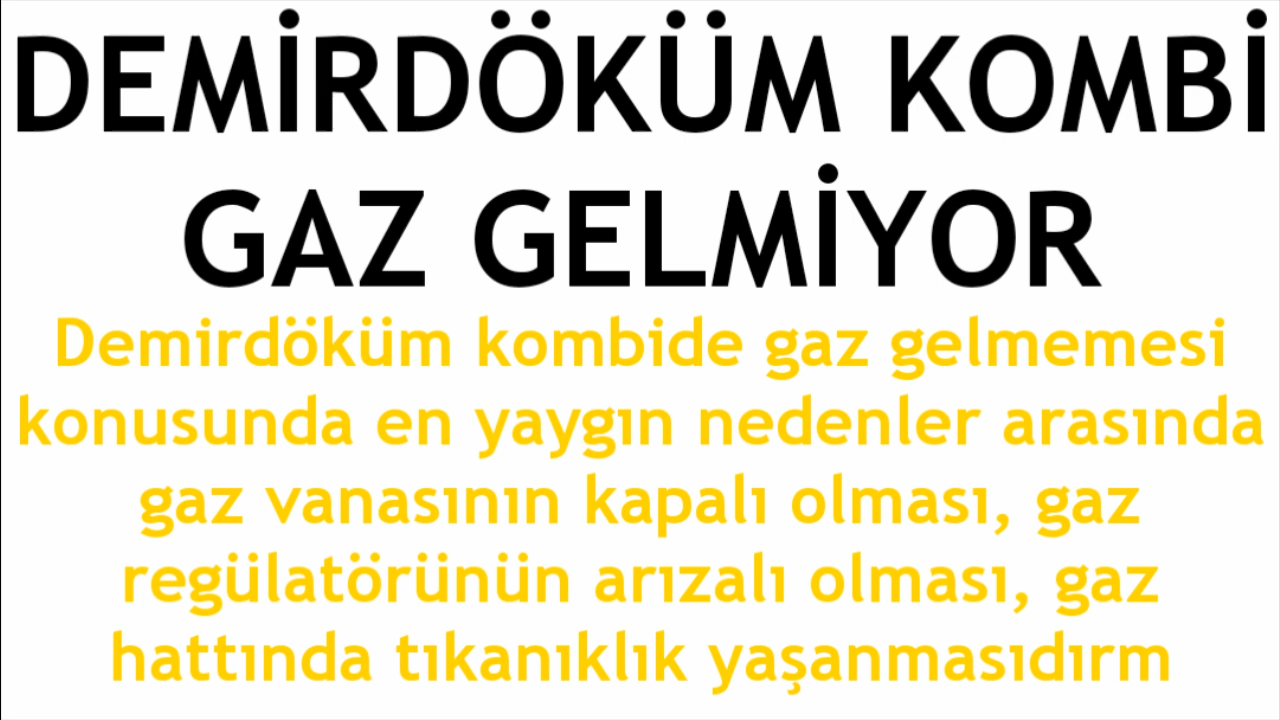 DEMİRDÖKÜM KOMBİ
GAZ GELMİYOR
Demirdöküm kombide gaz gelmemesi
konusunda en yaygın nedenler arasında
gaz vanasının kapalı olması, gaz
regülatörünün arızalı olması, gaz
hattında tıkanıklık yaşanmasıdırm